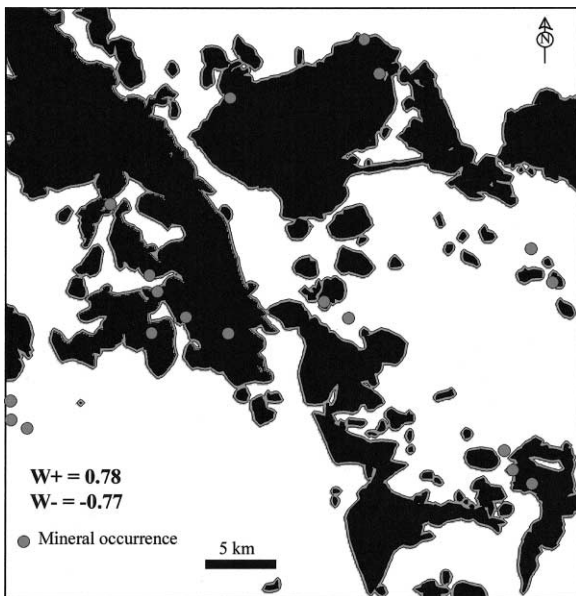 N
W+ = 0.78
W- = -0.77
Mineral occurrence
5 km